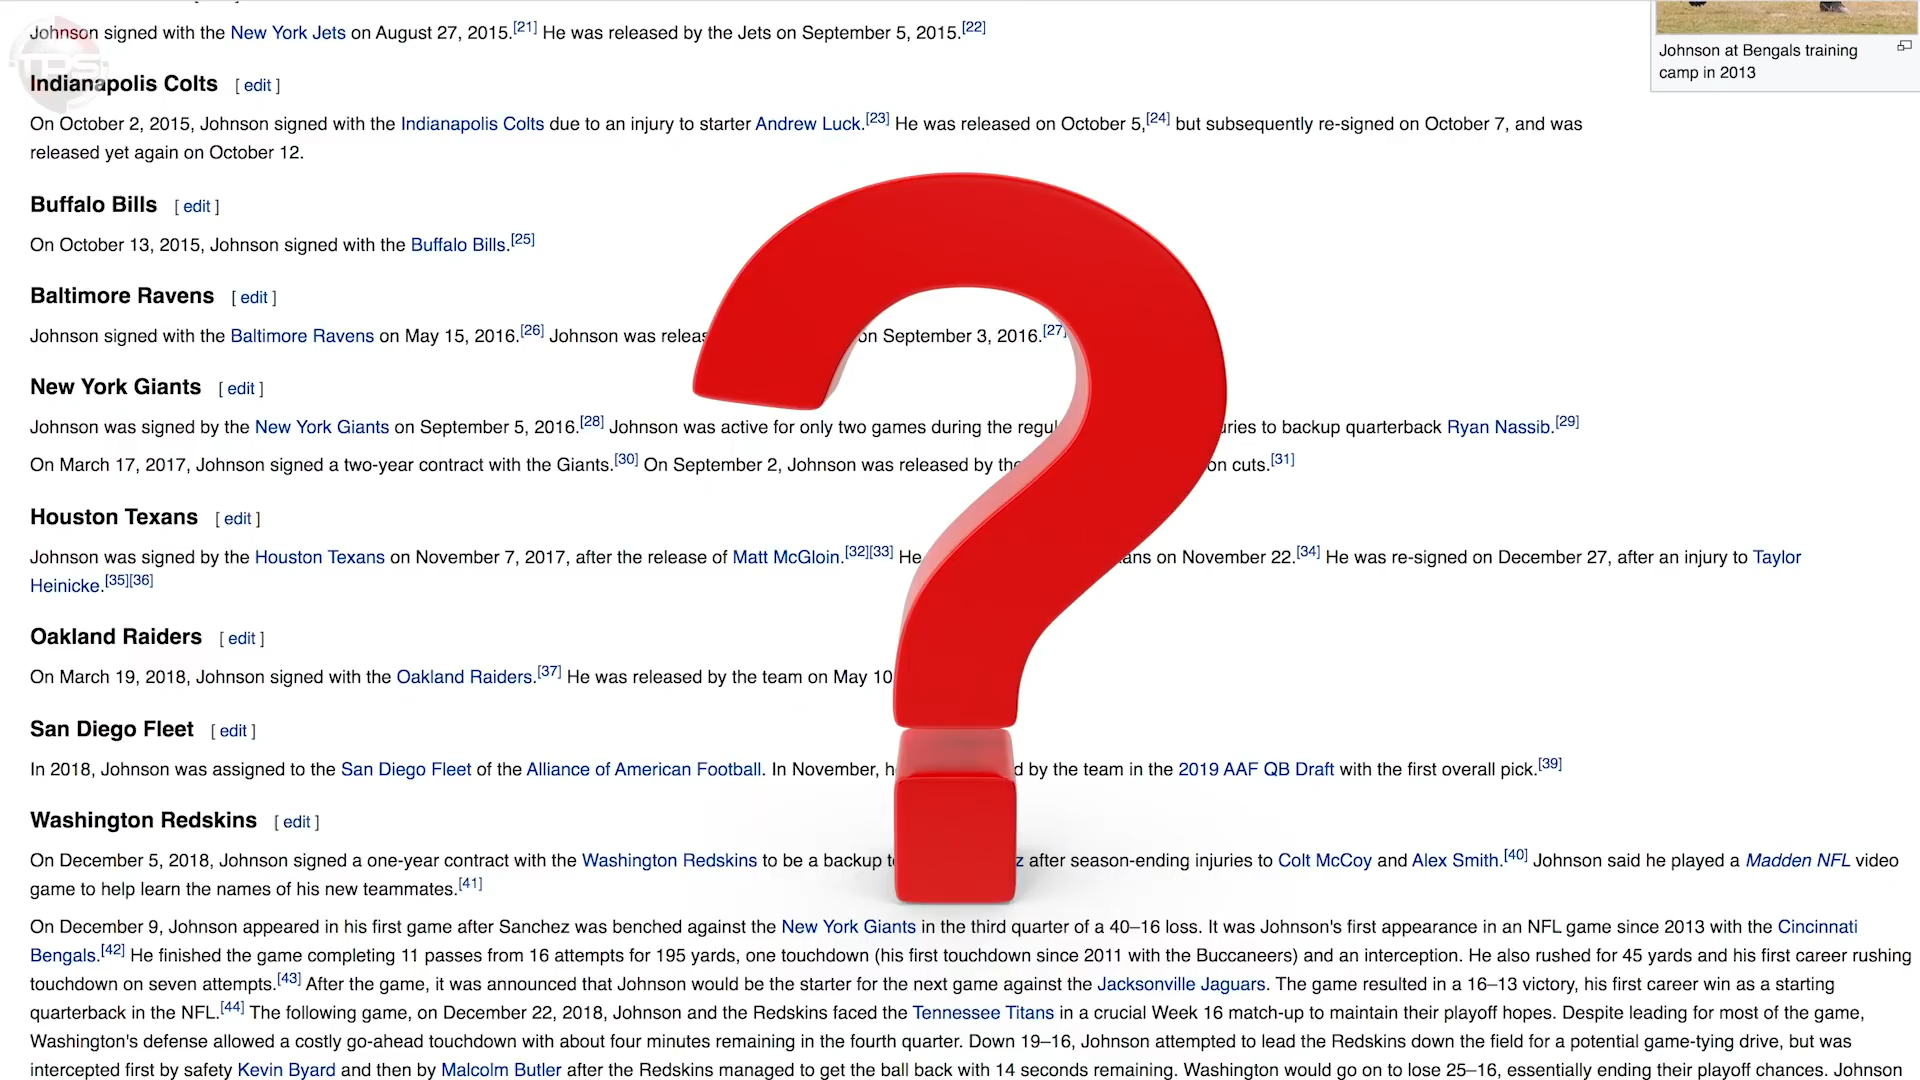 Johnson signed with the New York Jets on August 27, 2015.[21] He was released by the Jets on September 5, 2015.[22]
Johnson at Bengals training
camp in 2013
TPS
Indianapolis Colts [ edit ]
On October 2, 2015, Johnson signed with the Indianapolis Colts due to an injury to starter Andrew Luck.[23] He was released on October 5,[24] but subsequently re-signed on October 7, and was
released yet again on October 12.
Buffalo Bills [ edit ]
On October 13, 2015, Johnson signed with the Buffalo Bills.[25]
Baltimore Ravens [ edit ]
Johnson signed with the Baltimore Ravens on May 15, 2016.[26] Johnson was releas on September 3, 2016.[27]
New York Giants [ edit ]
Johnson was signed by the New York Giants on September 5, 2016.[28] Johnson was active for only two games during the regul uries to backup quarterback Ryan Nassib.[29]
On March 17, 2017, Johnson signed a two-year contract with the Giants.[30] On September 2, Johnson was released by the on cuts.[31]
Houston Texans [ edit ]
Johnson was signed by the Houston Texans on November 7, 2017, after the release of Matt McGloin.[32][33] He ans on November 22.[34] He was re-signed on December 27, after an injury to Taylor
Heinicke.[35][36]
Oakland Raiders [ edit ]
On March 19, 2018, Johnson signed with the Oakland Raiders.[37] He was released by the team on May 10
San Diego Fleet [ edit ]
In 2018, Johnson was assigned to the San Diego Fleet of the Alliance of American Football. In November, h d by the team in the 2019 AAF QB Draft with the first overall pick.[39]
Washington Redskins [ edit ]
On December 5, 2018, Johnson signed a one-year contract with the Washington Redskins to be a backup t z after season-ending injuries to Colt McCoy and Alex Smith.[40] Johnson said he played a Madden NFL video
game to help learn the names of his new teammates.[41]
On December 9, Johnson appeared in his first game after Sanchez was benched against the New York Giants in the third quarter of a 40–16 loss. It was Johnson's first appearance in an NFL game since 2013 with the Cincinnati
Bengals.[42] He finished the game completing 11 passes from 16 attempts for 195 yards, one touchdown (his first touchdown since 2011 with the Buccaneers) and an interception. He also rushed for 45 yards and his first career rushing
touchdown on seven attempts.[43] After the game, it was announced that Johnson would be the starter for the next game against the Jacksonville Jaguars. The game resulted in a 16–13 victory, his first career win as a starting
quarterback in the NFL.[44] The following game, on December 22, 2018, Johnson and the Redskins faced the Tennessee Titans in a crucial Week 16 match-up to maintain their playoff hopes. Despite leading for most of the game,
Washington's defense allowed a costly go-ahead touchdown with about four minutes remaining in the fourth quarter. Down 19–16, Johnson attempted to lead the Redskins down the field for a potential game-tying drive, but was
intercepted first by safety Kevin Byard and then by Malcolm Butler after the Redskins managed to get the ball back with 14 seconds remaining. Washington would go on to lose 25–16, essentially ending their playoff chances. Johnson
?